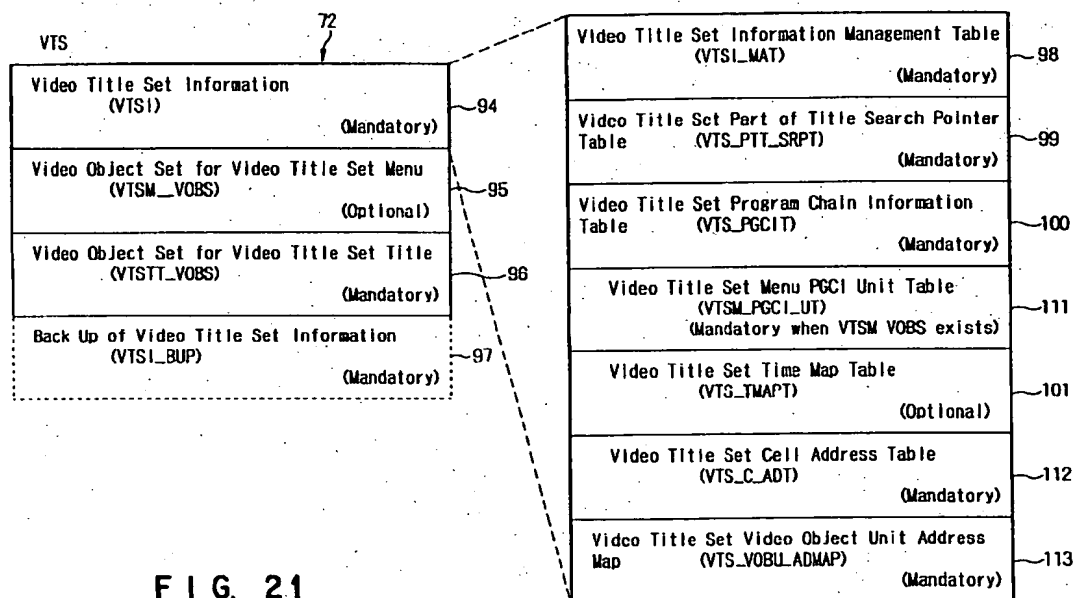 VTS
72
Video Title Set Information
(VTSI)
(Mandatory)
94
Video Object Set for Video Title Set Menu
(VTSM_VOBS)
(Optional)
95
Video Object Set for Video Title Set Title
(VTSTT_VOBS)
(Mandatory)
96
Back Up of Video Title Set Information
(VTSI_BUP)
(Mandatory)
97
Video Title Set Information Management Table
(VTSI_MAT)
(Mandatory)
98
Video Title Set Part of Title Search Pointer
Table (VTS_PTT_SRPT)
(Mandatory)
99
Video Title Set Program Chain Information
Table (VTS_PGCIT)
(Mandatory)
100
Video Title Set Menu PGCI Unit Table
(VTSM_PGCI_UT)
(Mandatory when VTSM VOBS exists)
111
Video Title Set Time Map Table
(VTS_TMAPT)
(Optional)
101
Video Title Set Cell Address Table
(VTS_C_ADT)
(Mandatory)
112
Video Title Set Video Object Unit Address
Map (VTS_VOBU_ADMAP)
(Mandatory)
113
FIG. 21